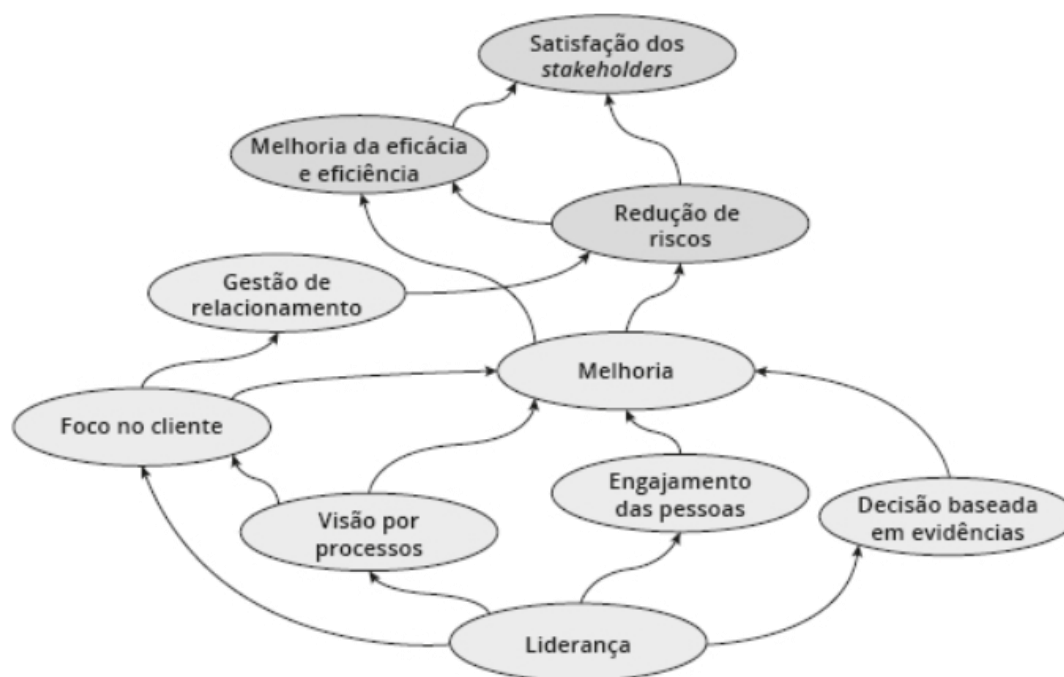 Satisfação dos
stakeholders
Melhoria da eficácia
e eficiência
Redução de
riscos
Gestão de
relacionamento
Melhoria
Foco no cliente
Engajamento
das pessoas
Decisão baseada
em evidências
Visão por
processos
Liderança